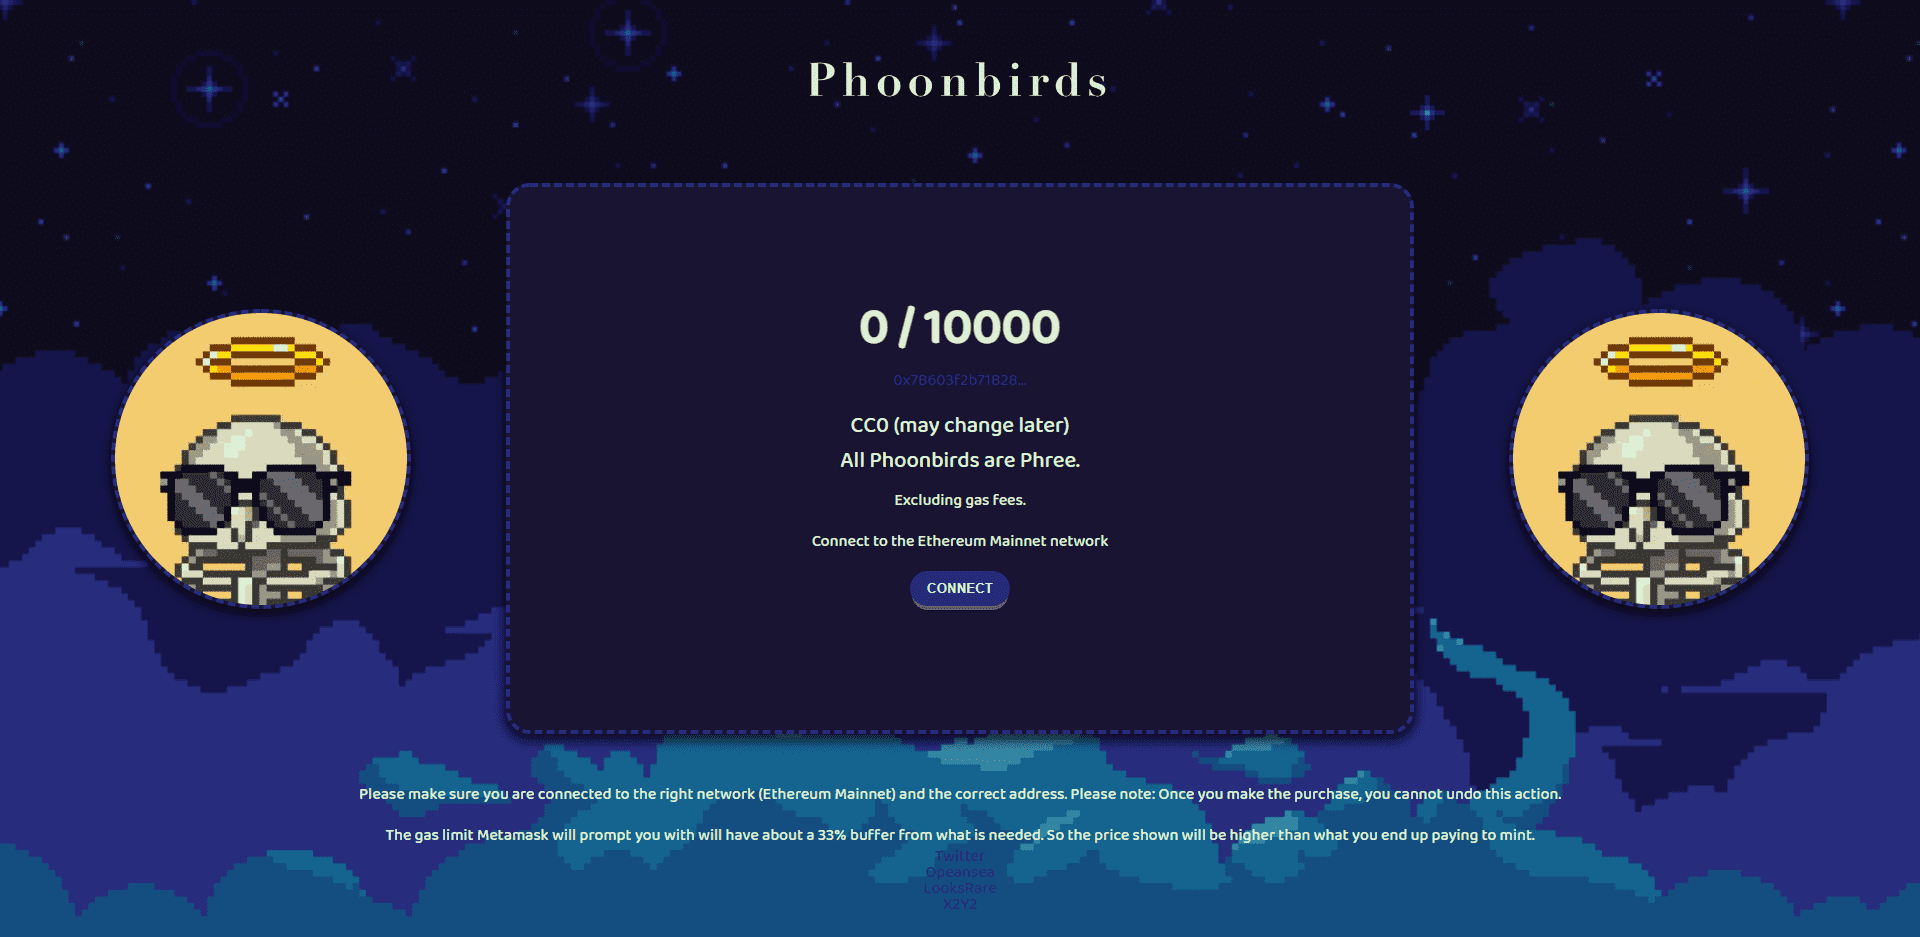 Phoonbirds
0 / 10000
0x7B603f2b71B28...
CC0 (may change later)
All Phoonbirds are Phree.
Excluding gas fees.
Connect to the Ethereum Mainnet network
CONNECT
Please make sure you are connected to the right network (Ethereum Mainnet) and the correct address. Please note: Once you make the purchase, you cannot undo this action.
The gas limit Metamask will prompt you with will have about a 33% buffer from what is needed. So the price shown will be higher than what you end up paying to mint.
Twitter
Opeansea
LooksRare
X2Y2